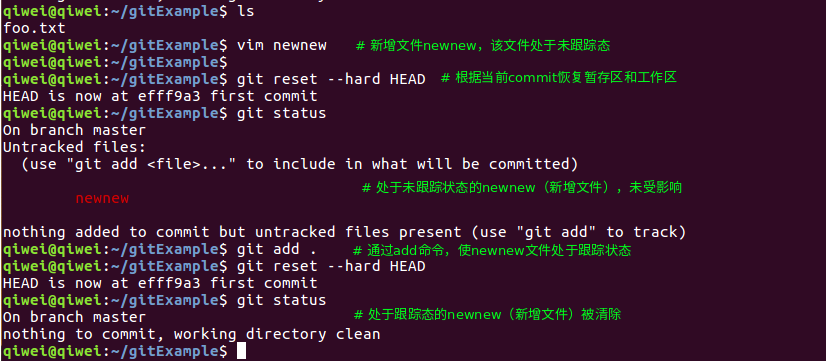 qiwei@qiwei:~/gitExample$ ls
foo.txt
qiwei@qiwei:~/gitExample$ vim newnew # 新增文件newnew，该文件处于未跟踪态
qiwei@qiwei:~/gitExample$
qiwei@qiwei:~/gitExample$ git reset --hard HEAD # 根据当前commit恢复暂存区和工作区
HEAD is now at efff9a3 first commit
qiwei@qiwei:~/gitExample$ git status
On branch master
Untracked files:
(use "git add <file>..." to include in what will be committed)
# 处于未跟踪状态的newnew（新增文件），未受影响
newnew
nothing added to commit but untracked files present (use "git add" to track)
qiwei@qiwei:~/gitExample$ git add . # 通过add命令，使newnew文件处于跟踪状态
qiwei@qiwei:~/gitExample$ git reset --hard HEAD
HEAD is now at efff9a3 first commit
qiwei@qiwei:~/gitExample$ git status
On branch master # 处于跟踪态的newnew（新增文件）被清除
nothing to commit, working directory clean
qiwei@qiwei:~/gitExample$